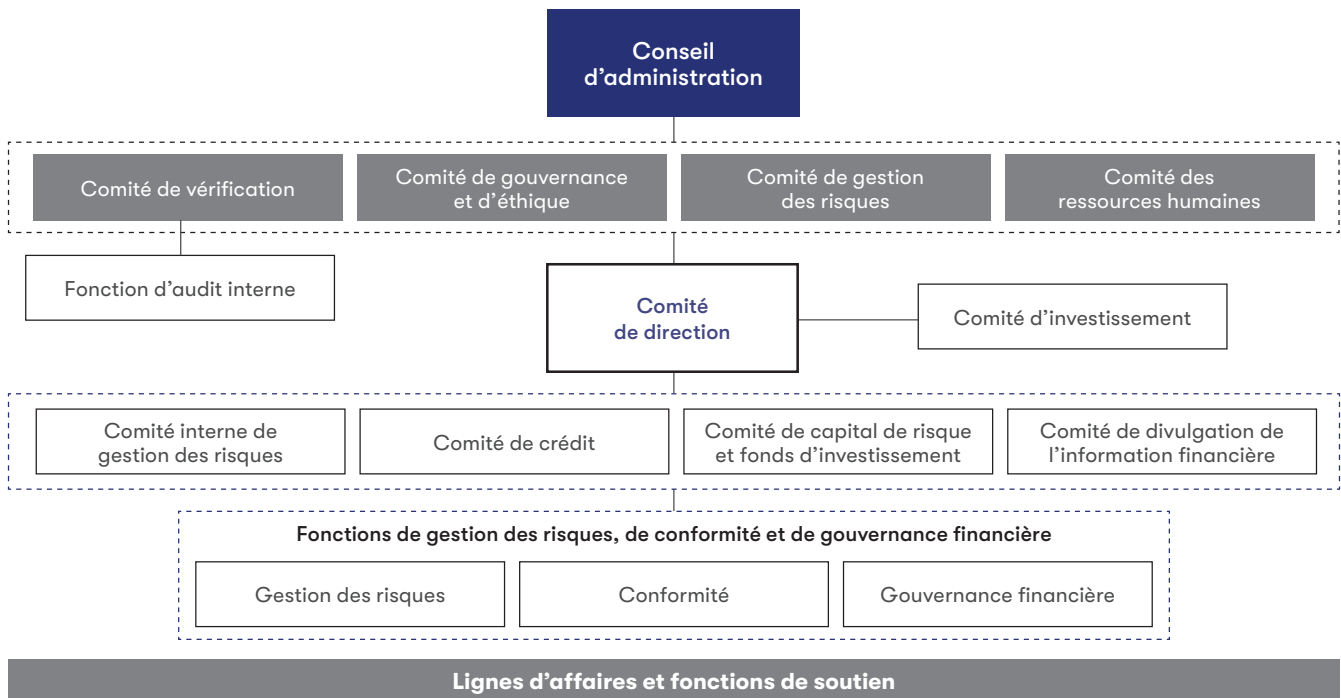 Conseil
d’administration
Comité de vérification
Comité de gouvernance
et d’éthique
Comité de gestion
des risques
Comité des
ressources humaines
Fonction d’audit interne
Comité
de direction
Comité d’investissement
Comité interne de
gestion des risques
Comité de crédit
Comité de capital de risque
et fonds d’investissement
Comité de divulgation de
l’information financière
Fonctions de gestion des risques, de conformité et de gouvernance financière
Gestion des risques
Conformité
Gouvernance financière
Lignes d’affaires et fonctions de soutien